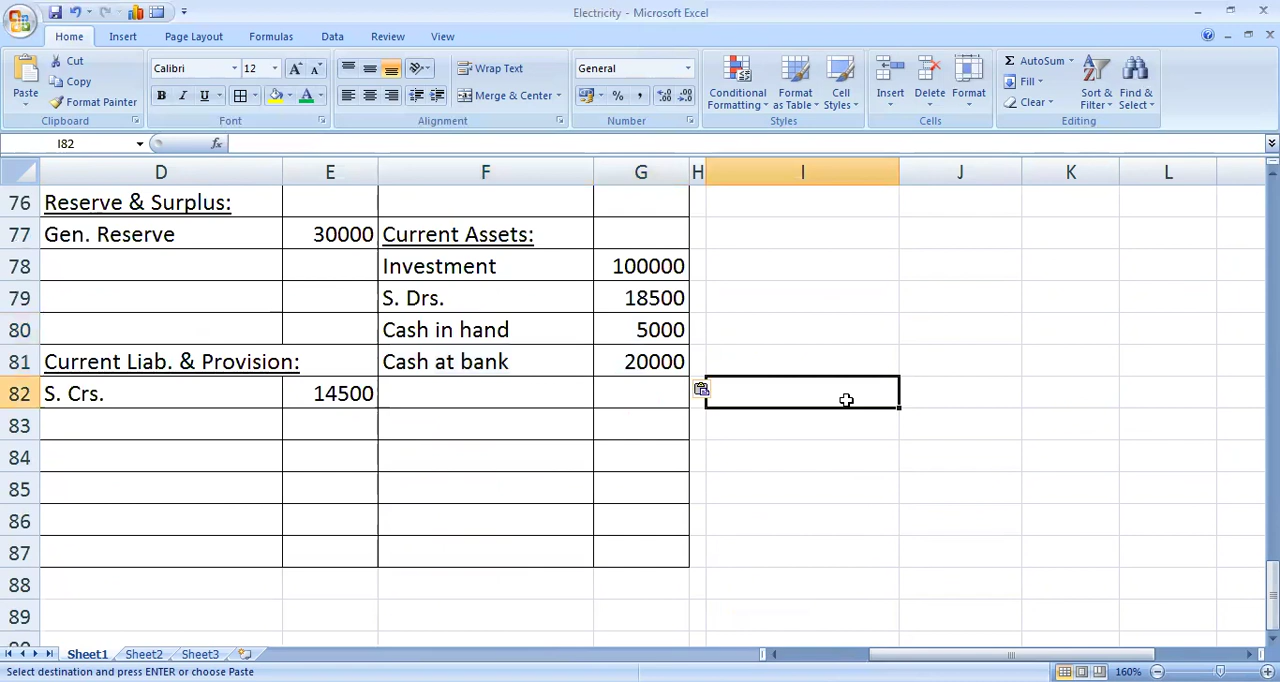 Electricity - Microsoft Excel
Home Insert Page Layout Formulas Data Review View
Paste
Cut
Copy
Format Painter
Clipboard
Calibri 12
B I U
Font
Wrap Text
Merge & Center
Alignment
General
Number
Conditional Formatting
Format as Table
Cell Styles
Styles
Insert Delete Format
Cells
AutoSum
Fill
Clear
Sort & Filter
Find & Select
Editing
I82 fx
D E F G H I J K L
76 Reserve & Surplus:
77 Gen. Reserve 30000 Current Assets:
78 Investment 100000
79 S. Drs. 18500
80 Cash in hand 5000
81 Current Liab. & Provision: Cash at bank 20000
82 S. Crs. 14500
83
84
85
86
87
88
89
Sheet1 Sheet2 Sheet3
Select destination and press ENTER or choose Paste 160%